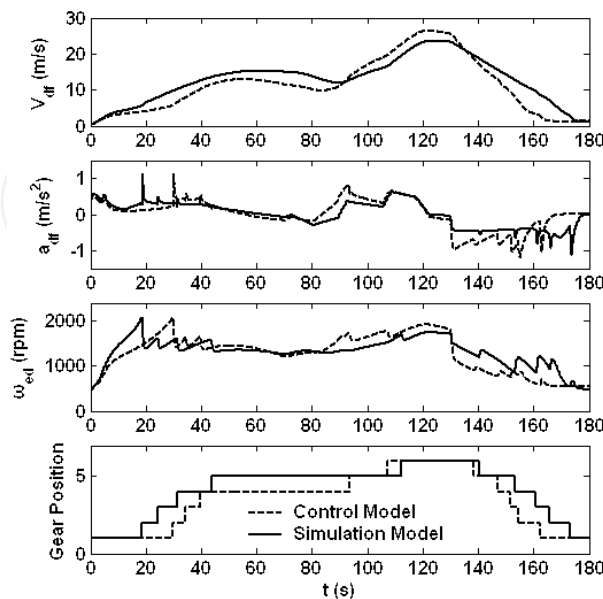 30
20
10
0
V_df (m/s)
0 20 40 60 80 100 120 140 160 180
1
0
-1
a_df (m/s²)
0 20 40 60 80 100 120 140 160 180
2000
1000
0
ω_ed (rpm)
0 20 40 60 80 100 120 140 160 180
5
0
Gear Position
Control Model
Simulation Model
0 20 40 60 80 100 120 140 160 180
t (s)